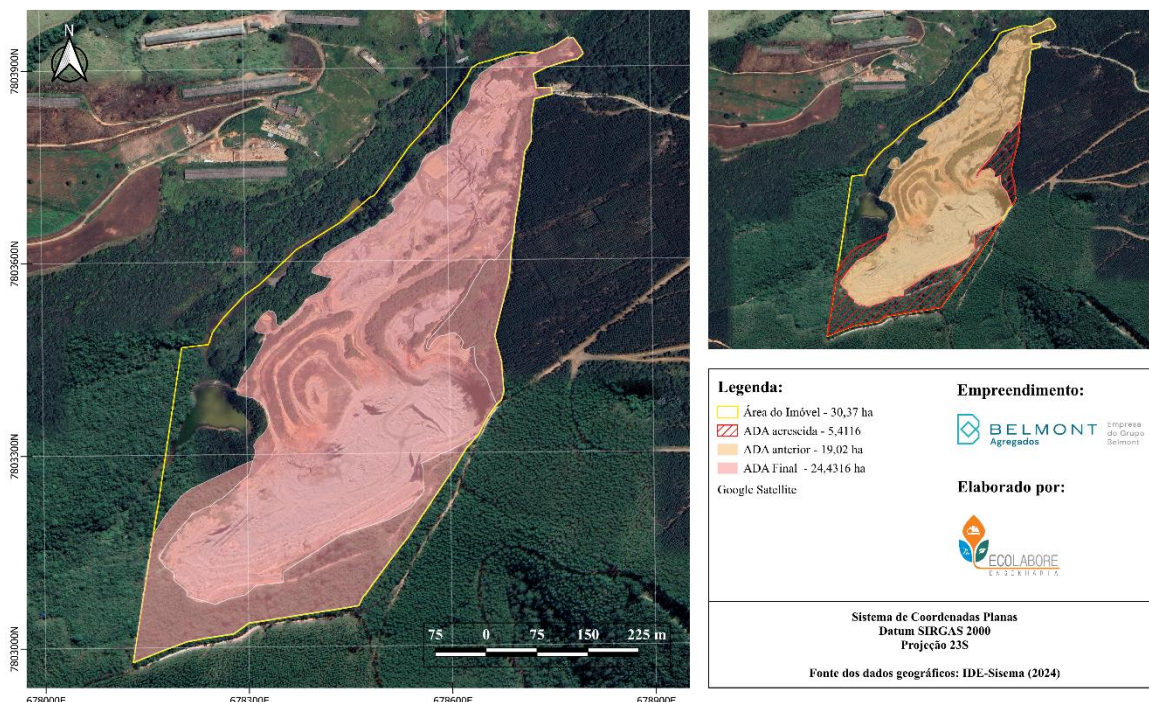 N
7803900N
7803600N
7803300N
7803000N
678000E
678300E
678600E
678900E
75 0 75 150 225 m
Legenda:
Área do Imóvel - 30,37 ha
ADA acrescida - 5,4116
ADA anterior - 19,02 ha
ADA Final - 24,4316 ha
Google Satellite
Empreendimento:
BELMONT
Agregados
Empresa
do Grupo
Belmont
Elaborado por:
ECOLABORE
ENGENHARIA
Sistema de Coordenadas Planas
Datum SIRGAS 2000
Projeção 23S
Fonte dos dados geográficos: IDE-Sisema (2024)